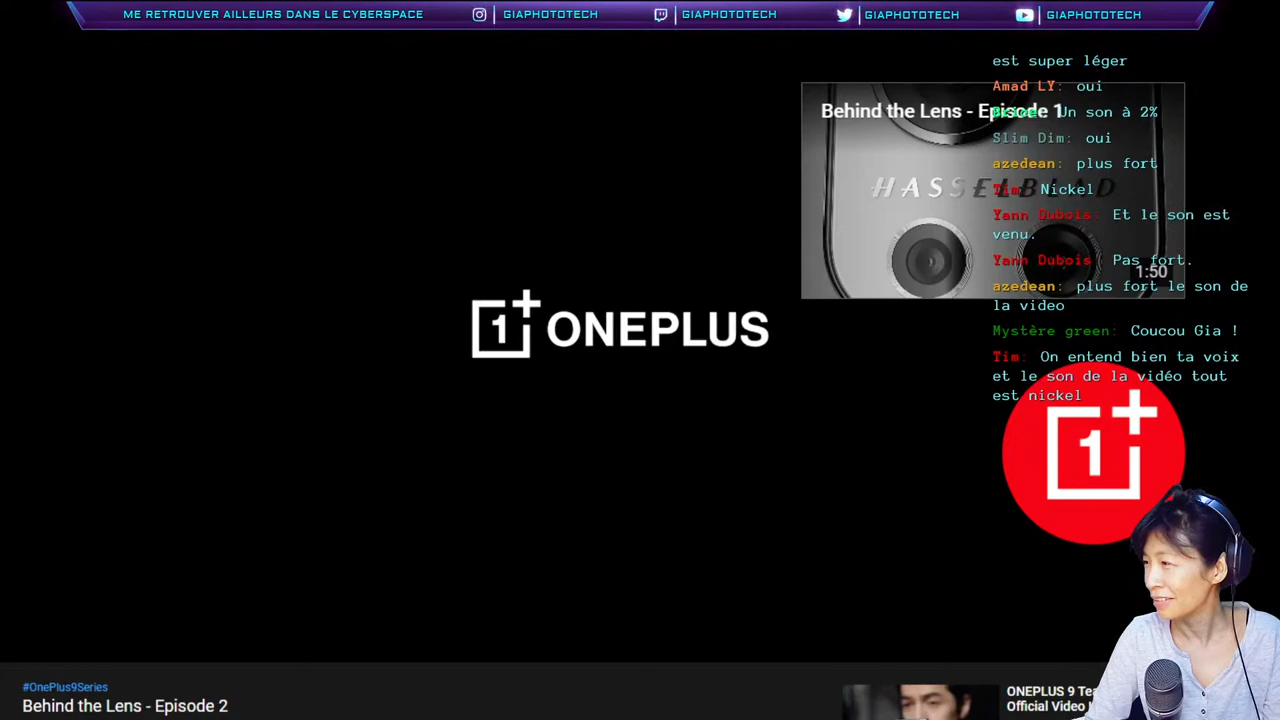 ME RETROUVER AILLEURS DANS LE CYBERSPACE
GIAPHOTOTECH
GIAPHOTOTECH
GIAPHOTOTECH
GIAPHOTOTECH
est super léger
Amad LY: oui
Un son à 2%
Slim Dim: oui
azedean: plus fort
Tim: Nickel
Yann Dubois: Et le son est
venu.
Yann Dubois: Pas fort.
azedean: plus fort le son de
la video
Mystère green: Coucou Gia !
Tim: On entend bien ta voix
et le son de la vidéo tout
est nickel
Behind the Lens - Episode 1
HASSELBLAD
1:50
1+ ONEPLUS
1+
#OnePlus9Series
Behind the Lens - Episode 2
ONEPLUS 9
Official Video